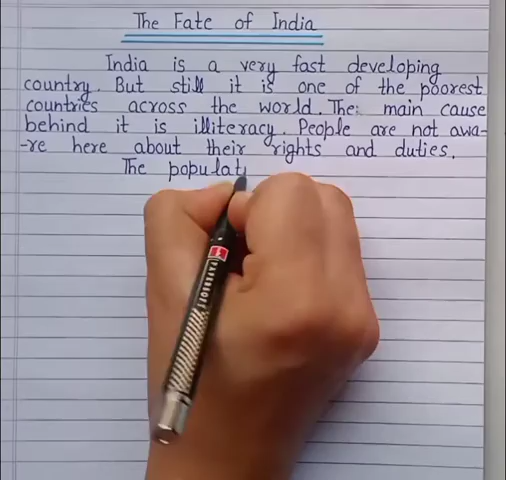 The Fate of India
India is a very fast developing
country. But still it is one of the poorest
countries across the world. The main cause
behind it is illiteracy. People are not awa-
-re here about their rights and duties.
The populat